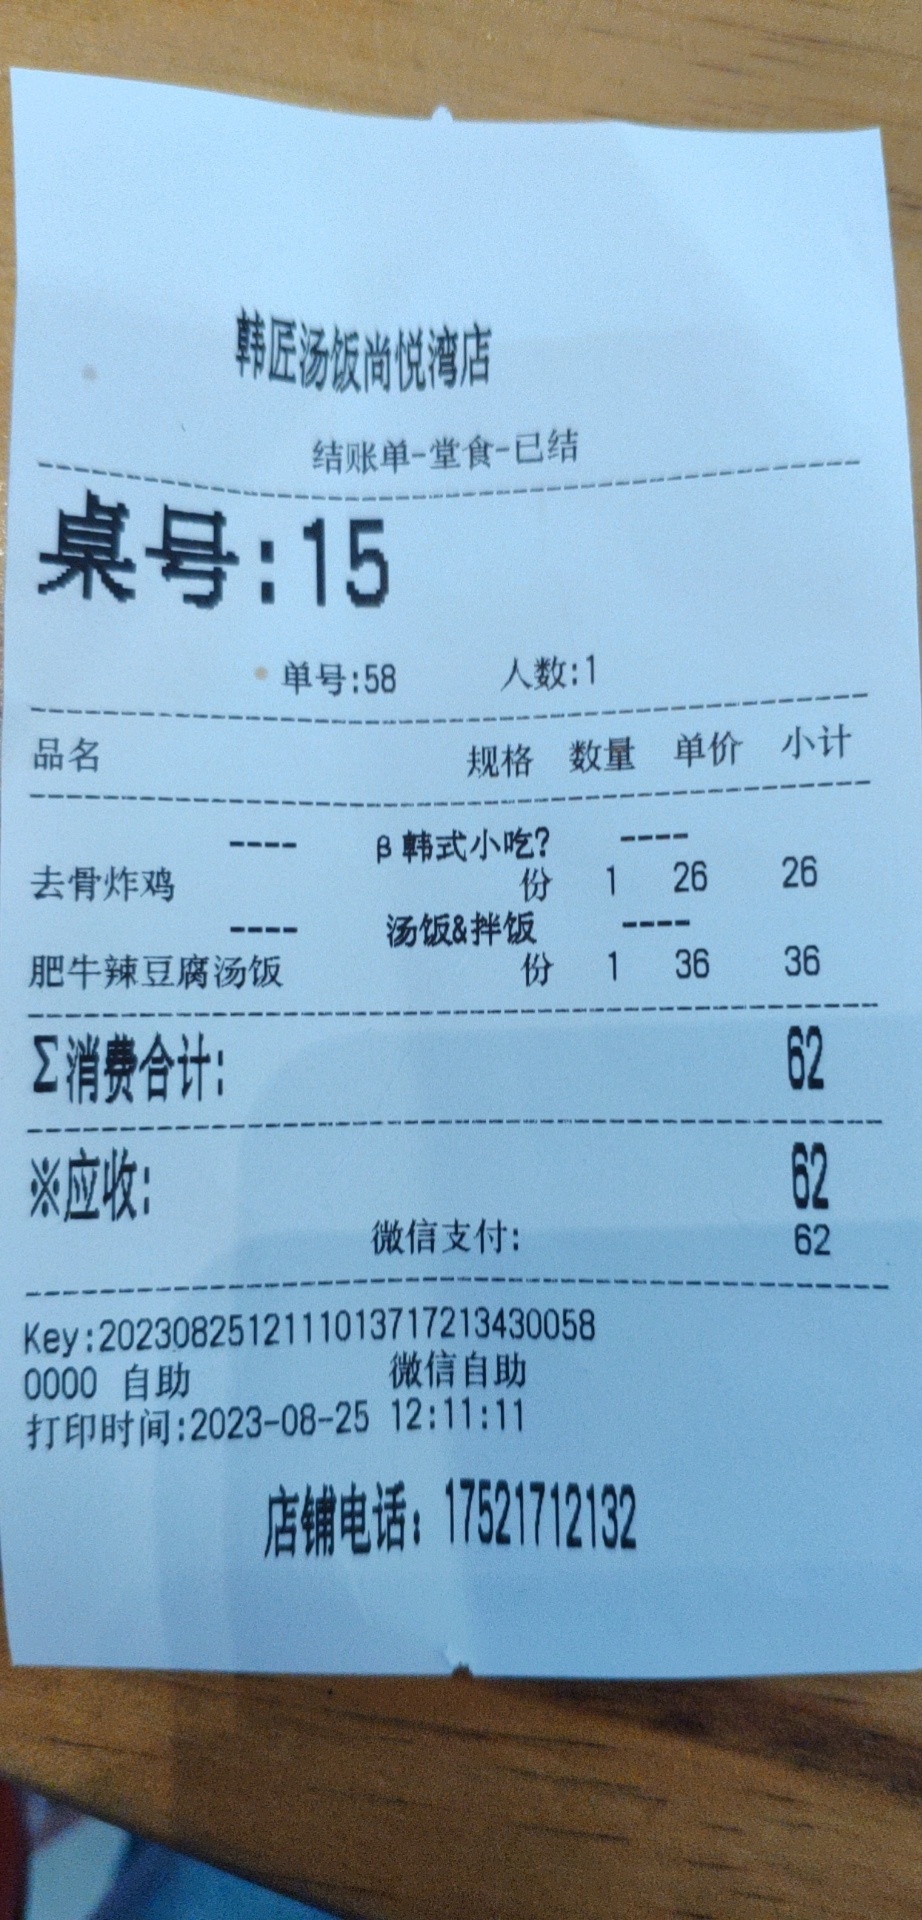 韩匠汤饭尚悦湾店
结账单-堂食-已结
桌号:15
单号:58 人数:1
品名 规格 数量 单价 小计
---- β韩式小吃? ----
去骨炸鸡 份 1 26 26
---- 汤饭&拌饭 ----
肥牛辣豆腐汤饭 份 1 36 36
Σ消费合计: 62
※应收: 62
微信支付: 62
Key:2023082512111013717213430058
0000 自助 微信自助
打印时间:2023-08-25 12:11:11
店铺电话：17521712132